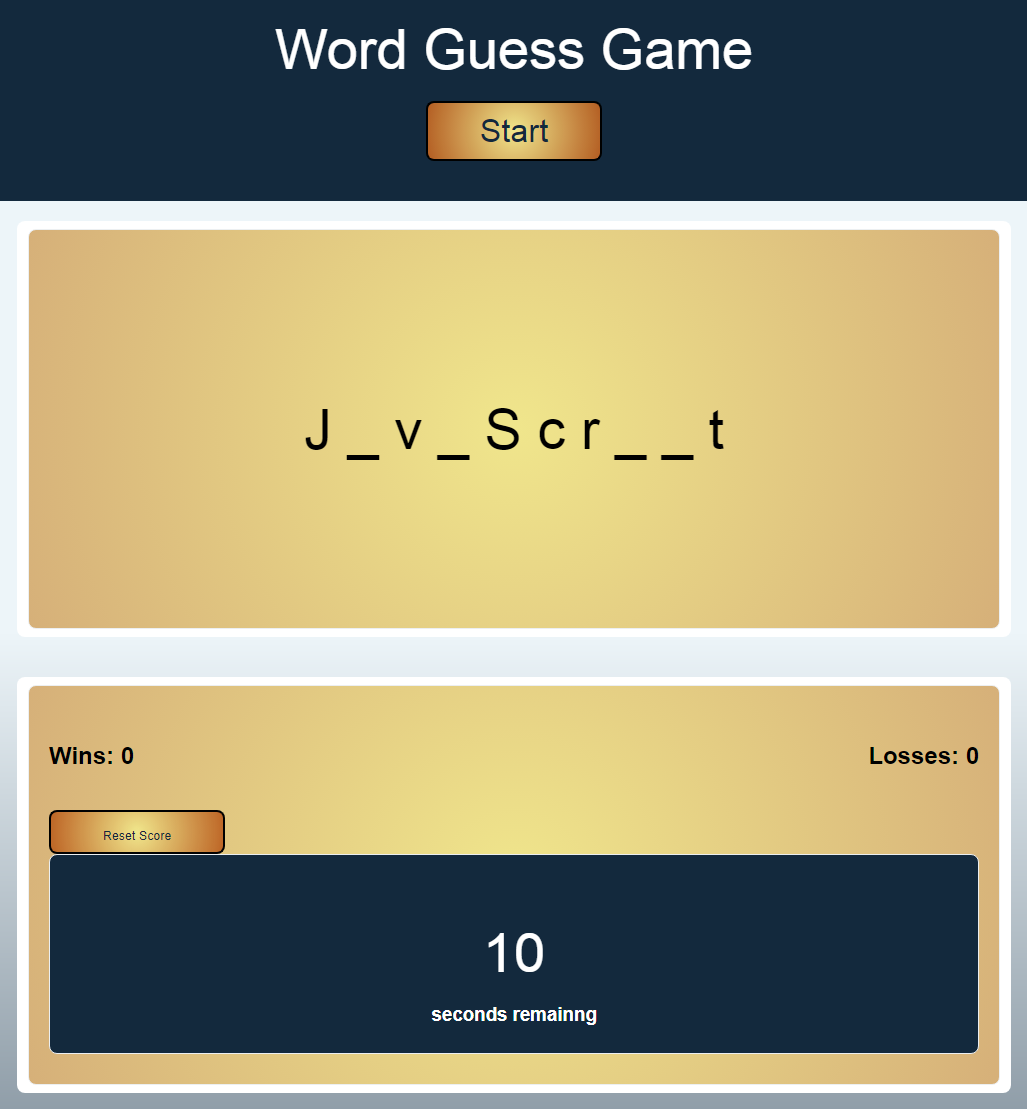 Word Guess Game
Start
J _ v _ S c r _ _ t
Wins: 0
Losses: 0
Reset Score
10
seconds remainng